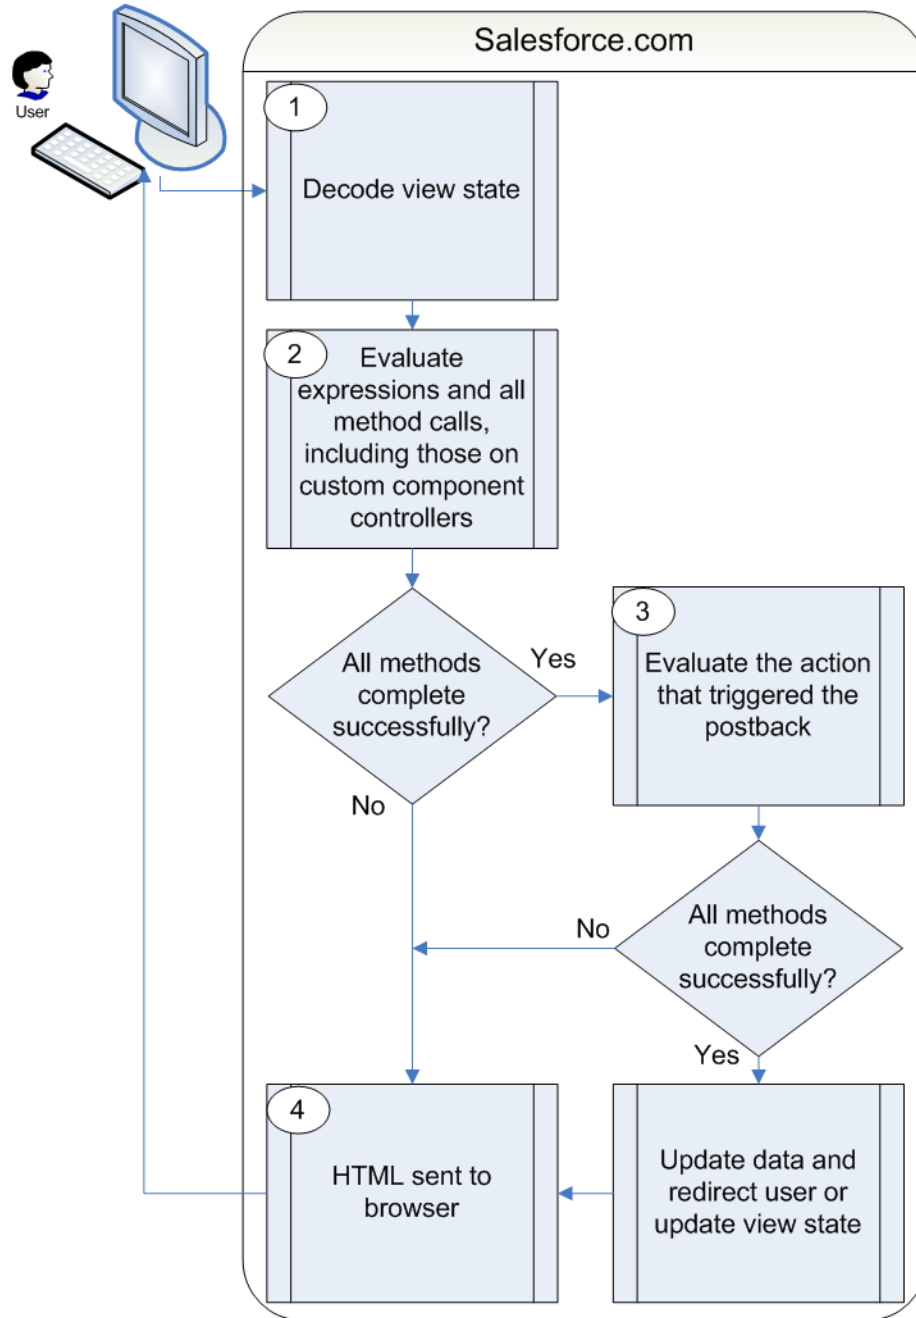 Salesforce.com
User
1
Decode view state
2
Evaluate
expressions and all
method calls,
including those on
custom component
controllers
All methods
complete
successfully?
Yes
No
3
Evaluate the action
that triggered the
postback
All methods
complete
successfully?
No
Yes
4
HTML sent to
browser
Update data and
redirect user or
update view state